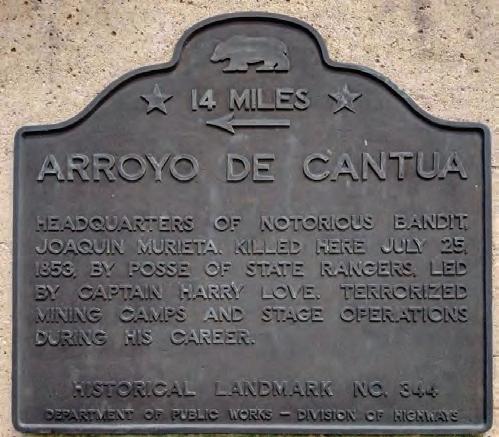 14 MILES
ARROYO DE CANTUA
HEADQUARTERS OF NOTORIOUS BANDIT,
JOAQUIN MURIETA. KILLED HERE JULY 25,
1853, BY POSSE OF STATE RANGERS, LED
BY CAPTAIN HARRY LOVE. TERRORIZED
MINING CAMPS AND STAGE OPERATIONS
DURING HIS CAREER.
HISTORICAL LANDMARK NO. 344
DEPARTMENT OF PUBLIC WORKS - DIVISION OF HIGHWAYS